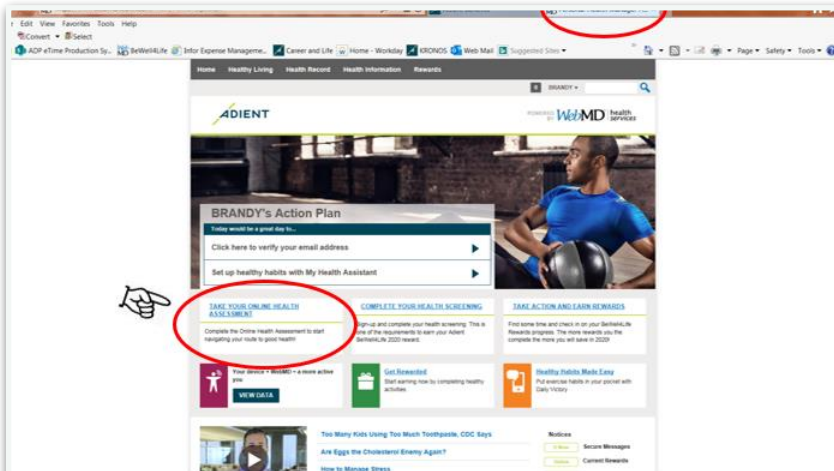 Personal Health Manager
Edit View Favorites Tools Help
Convert Select
ADP eTime Production Sy... BeWell4Life Infor Expense Manageme... Career and Life Home - Workday KRONOS Web Mail Suggested Sites
Page Safety Tools
Home Healthy Living Health Record Health Information Rewards
BRANDY
ADIENT
POWERED BY WebMD health services
BRANDY's Action Plan
Today would be a great day to...
Click here to verify your email address
Set up healthy habits with My Health Assistant
TAKE YOUR ONLINE HEALTH
ASSESSMENT
Complete the Online Health Assessment to start
navigating your route to good health!
COMPLETE YOUR HEALTH SCREENING
Sign-up and complete your health screening. This is
one of the requirements to earn your Adient
BeWell4Life 2020 reward.
TAKE ACTION AND EARN REWARDS
Find some time and check in on your BeWell4Life
Rewards progress. The more rewards you the
complete the more you will save in 2020!
Your device + WebMD = a more active
you
VIEW DATA
Get Rewarded
Start earning now by completing healthy
activities
Healthy Habits Made Easy
Put exercise habits in your pocket with
Daily Victory
Too Many Kids Using Too Much Toothpaste, CDC Says
Are Eggs the Cholesterol Enemy Again?
How to Manage Stress
Notices
Secure Messages
Current Rewards